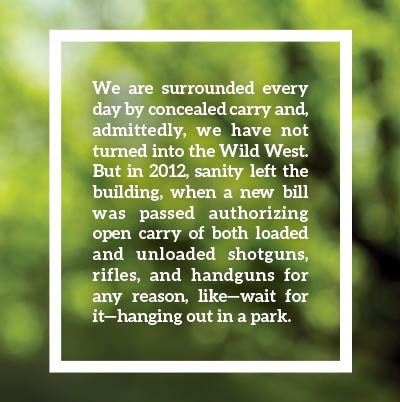 We are surrounded every
day by concealed carry and,
admittedly, we have not
turned into the Wild West.
But in 2012, sanity left the
building, when a new bill
was passed authorizing
open carry of both loaded
and unloaded shotguns,
rifles, and handguns for
any reason, like—wait for
it—hanging out in a park.